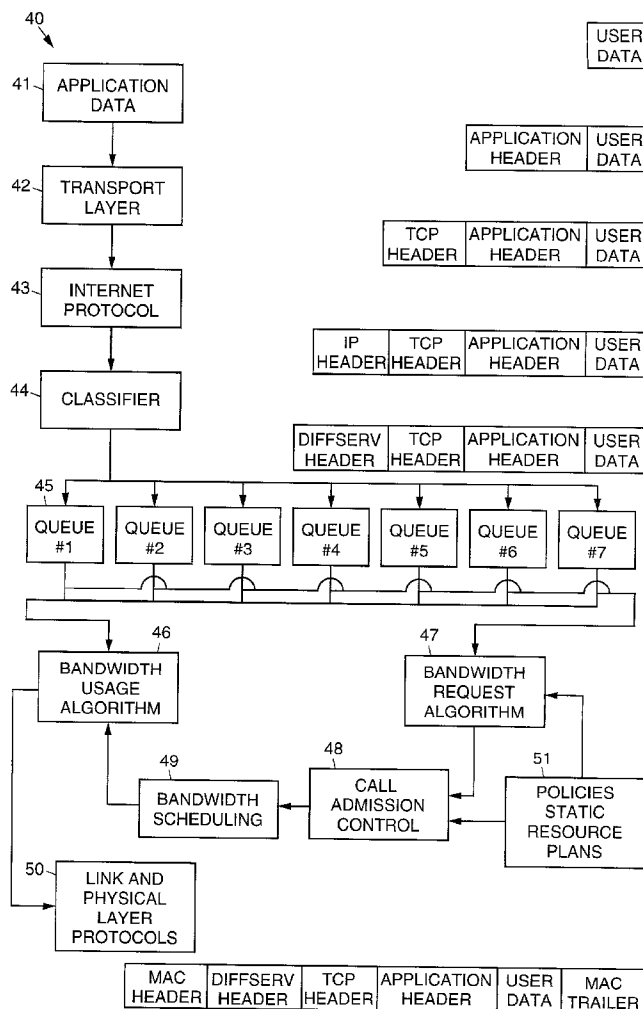 40
USER
DATA
41
APPLICATION
DATA
APPLICATION
HEADER
USER
DATA
42
TRANSPORT
LAYER
TCP
HEADER
APPLICATION
HEADER
USER
DATA
43
INTERNET
PROTOCOL
IP
HEADER
TCP
HEADER
APPLICATION
HEADER
USER
DATA
44
CLASSIFIER
DIFFSERV
HEADER
TCP
HEADER
APPLICATION
HEADER
USER
DATA
45
QUEUE
#1
QUEUE
#2
QUEUE
#3
QUEUE
#4
QUEUE
#5
QUEUE
#6
QUEUE
#7
46
BANDWIDTH
USAGE
ALGORITHM
47
BANDWIDTH
REQUEST
ALGORITHM
49
BANDWIDTH
SCHEDULING
48
CALL
ADMISSION
CONTROL
51
POLICIES
STATIC
RESOURCE
PLANS
50
LINK AND
PHYSICAL
LAYER
PROTOCOLS
MAC
HEADER
DIFFSERV
HEADER
TCP
HEADER
APPLICATION
HEADER
USER
DATA
MAC
TRAILER